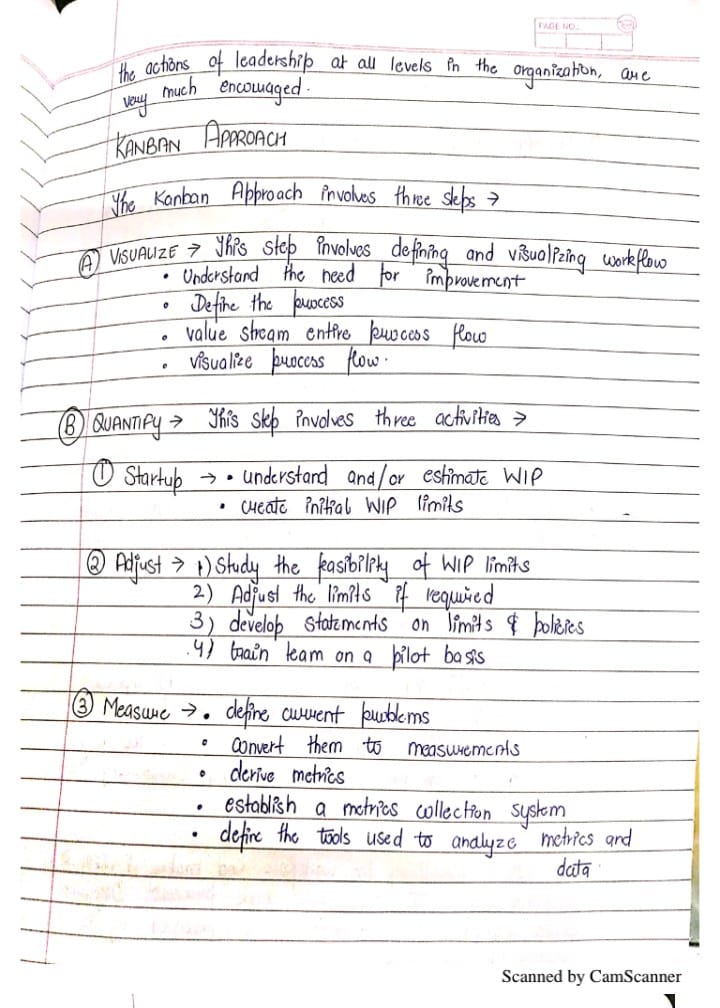 PAGE NO.
the actions of leadership at all levels in the organization, are
very much encouraged.
KANBAN APPROACH
The Kanban Approach involves three steps →
(A) VISUALIZE → This step involves defining and visualizing workflow
• Understand the need for improvement
• Define the process
• value stream entire process flow
• visualize process flow.
(B) QUANTIFY → This step involves three activities →
(1) Startup → • understand and/or estimate WIP
• create initial WIP limits
(2) Adjust → 1) Study the feasibility of WIP limits
2) Adjust the limits if required
3) develop statements on limits & policies
4) train team on a pilot basis
(3) Measure → • define current problems
• convert them to measurements
• derive metrics
• establish a metrics collection system
• define the tools used to analyze metrics and
data
Scanned by CamScanner